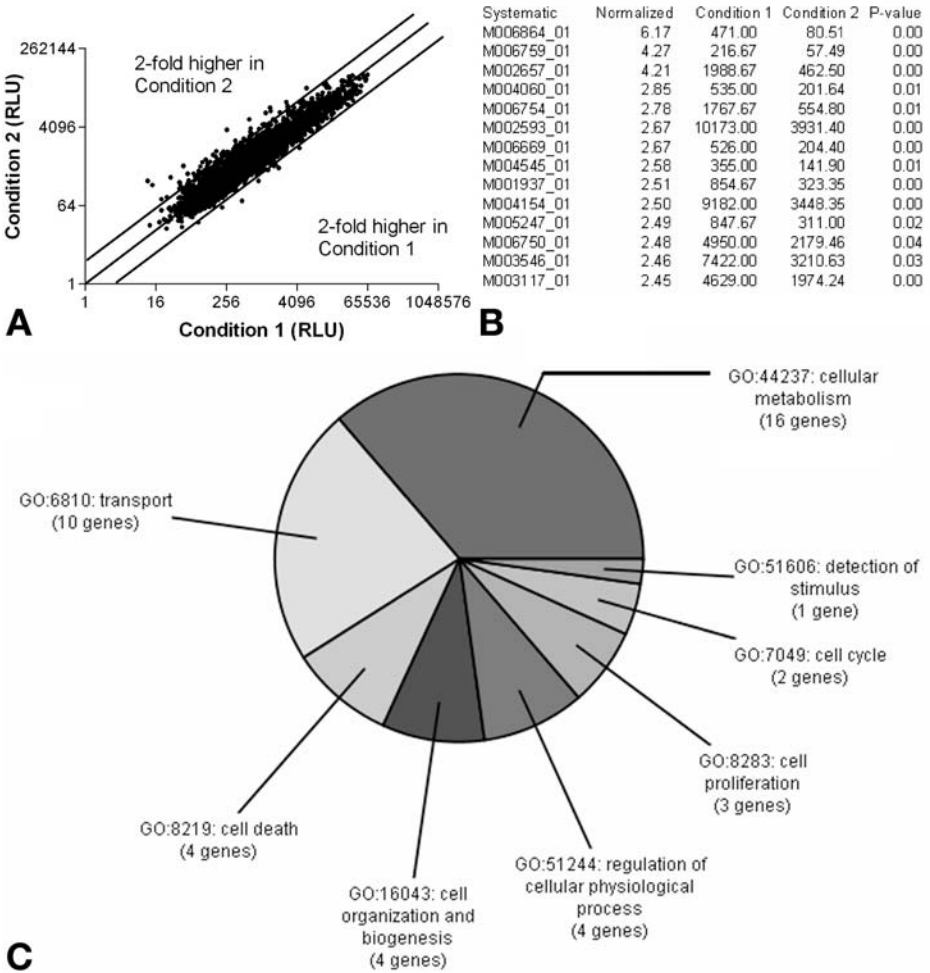 262144
4096
64
1
Condition 2 (RLU)
2-fold higher in
Condition 2
2-fold higher in
Condition 1
1 16 256 4096 65536 1048576
Condition 1 (RLU)
A
Systematic Normalized Condition 1 Condition 2 P-value
M006864_01 6.17 471.00 80.51 0.00
M006759_01 4.27 216.67 57.49 0.00
M002657_01 4.21 1988.67 462.50 0.00
M004060_01 2.85 535.00 201.64 0.01
M006754_01 2.78 1767.67 554.80 0.01
M002593_01 2.67 10173.00 3931.40 0.00
M006669_01 2.67 526.00 204.40 0.00
M004545_01 2.58 355.00 141.90 0.01
M001937_01 2.51 854.67 323.35 0.00
M004154_01 2.50 9182.00 3448.35 0.00
M005247_01 2.49 847.67 311.00 0.02
M006750_01 2.48 4950.00 2179.46 0.04
M003546_01 2.46 7422.00 3210.63 0.03
M003117_01 2.45 4629.00 1974.24 0.00
B
GO:44237: cellular
metabolism
(16 genes)
GO:6810: transport
(10 genes)
GO:51606: detection of
stimulus
(1 gene)
GO:7049: cell cycle
(2 genes)
GO:8283: cell
proliferation
(3 genes)
GO:8219: cell death
(4 genes)
GO:51244: regulation of
cellular physiological
process
(4 genes)
GO:16043: cell
organization and
biogenesis
(4 genes)
C